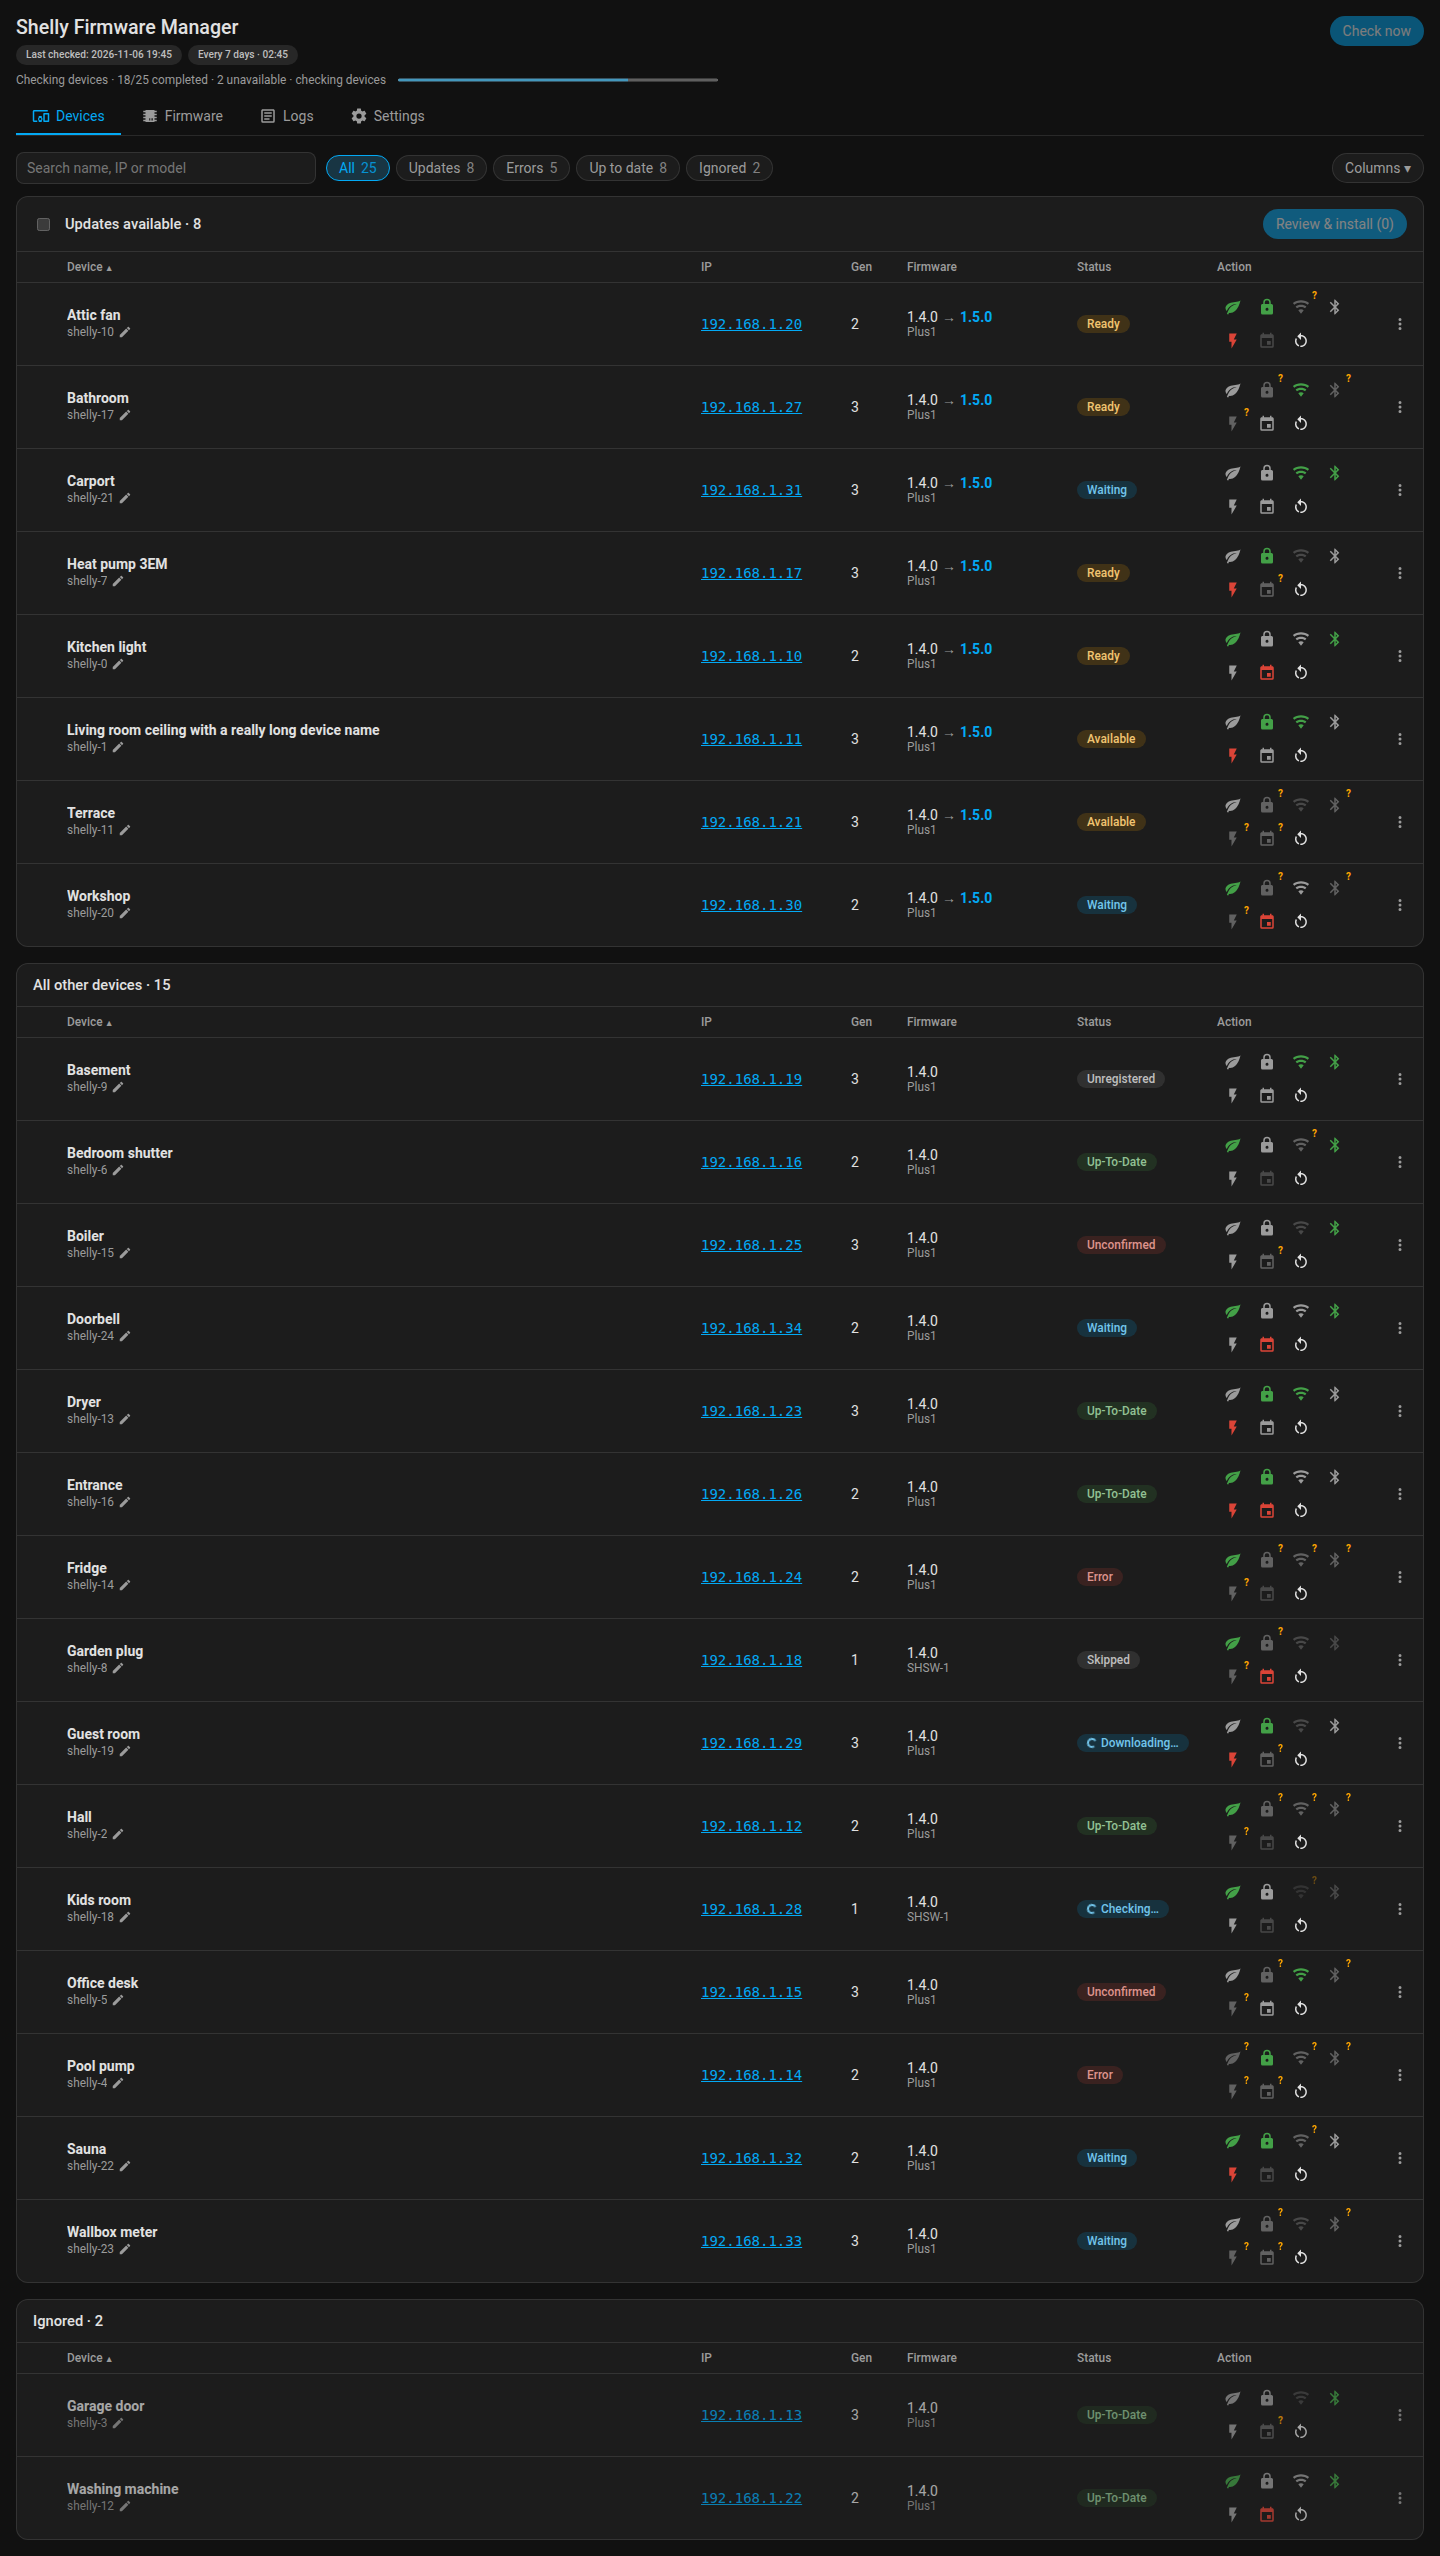 Shelly Firmware Manager
Check now
Last checked: 2026-11-06 19:45 Every 7 days · 02:45
Checking devices · 18/25 completed · 2 unavailable · checking devices
Devices Firmware Logs Settings
Search name, IP or model All 25 Updates 8 Errors 5 Up to date 8 Ignored 2 Columns ▾
Updates available · 8 Review & install (0)
Device ▴ IP Gen Firmware Status Action
Attic fan
shelly-10
192.168.1.20 2 1.4.0 → 1.5.0
Plus1
Ready
?
Bathroom
shelly-17
192.168.1.27 3 1.4.0 → 1.5.0
Plus1
Ready
? ?
?
Carport
shelly-21
192.168.1.31 3 1.4.0 → 1.5.0
Plus1
Waiting
Heat pump 3EM
shelly-7
192.168.1.17 3 1.4.0 → 1.5.0
Plus1
Ready
?
Kitchen light
shelly-0
192.168.1.10 2 1.4.0 → 1.5.0
Plus1
Ready
Living room ceiling with a really long device name
shelly-1
192.168.1.11 3 1.4.0 → 1.5.0
Plus1
Available
Terrace
shelly-11
192.168.1.21 3 1.4.0 → 1.5.0
Plus1
Available
? ?
? ?
Workshop
shelly-20
192.168.1.30 2 1.4.0 → 1.5.0
Plus1
Waiting
? ?
?
All other devices · 15
Device ▴ IP Gen Firmware Status Action
Basement
shelly-9
192.168.1.19 3 1.4.0
Plus1
Unregistered
Bedroom shutter
shelly-6
192.168.1.16 2 1.4.0
Plus1
Up-To-Date
?
Boiler
shelly-15
192.168.1.25 3 1.4.0
Plus1
Unconfirmed
?
Doorbell
shelly-24
192.168.1.34 2 1.4.0
Plus1
Waiting
Dryer
shelly-13
192.168.1.23 3 1.4.0
Plus1
Up-To-Date
Entrance
shelly-16
192.168.1.26 2 1.4.0
Plus1
Up-To-Date
Fridge
shelly-14
192.168.1.24 2 1.4.0
Plus1
Error
? ? ?
?
Garden plug
shelly-8
192.168.1.18 1 1.4.0
SHSW-1
Skipped
?
?
Guest room
shelly-19
192.168.1.29 3 1.4.0
Plus1
Downloading…
?
Hall
shelly-2
192.168.1.12 2 1.4.0
Plus1
Up-To-Date
? ? ?
?
Kids room
shelly-18
192.168.1.28 1 1.4.0
SHSW-1
Checking…
?
Office desk
shelly-5
192.168.1.15 3 1.4.0
Plus1
Unconfirmed
? ?
?
Pool pump
shelly-4
192.168.1.14 2 1.4.0
Plus1
Error
? ? ?
? ?
Sauna
shelly-22
192.168.1.32 2 1.4.0
Plus1
Waiting
?
Wallbox meter
shelly-23
192.168.1.33 3 1.4.0
Plus1
Waiting
? ?
? ?
Ignored · 2
Device ▴ IP Gen Firmware Status Action
Garage door
shelly-3
192.168.1.13 3 1.4.0
Plus1
Up-To-Date
?
Washing machine
shelly-12
192.168.1.22 2 1.4.0
Plus1
Up-To-Date